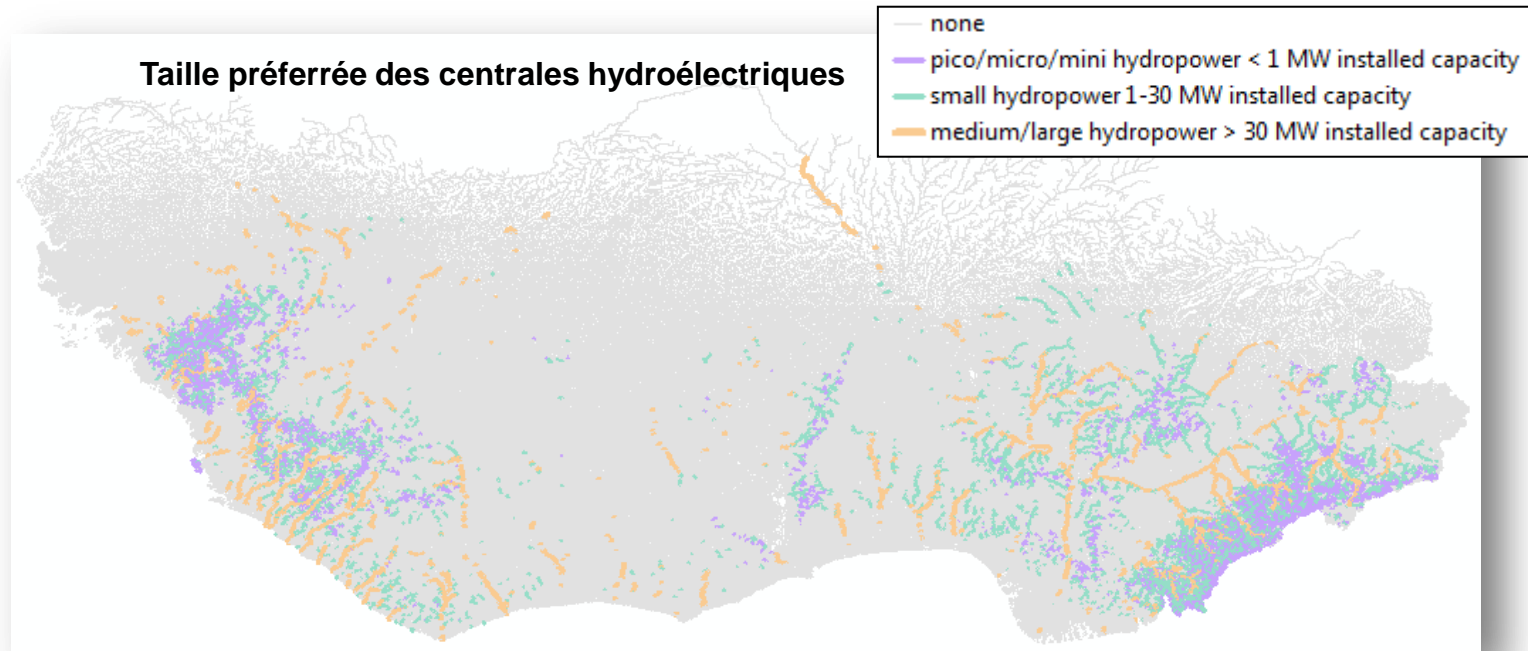 Taille préferrée des centrales hydroélectriques
none
pico/micro/mini hydropower < 1 MW installed capacity
small hydropower 1-30 MW installed capacity
medium/large hydropower > 30 MW installed capacity